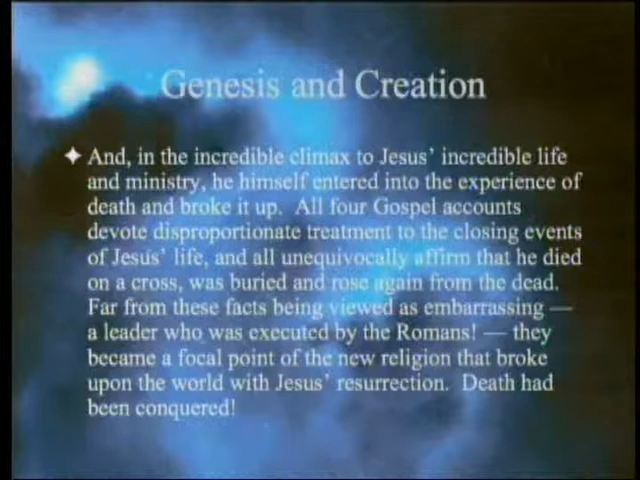 Genesis and Creation
And, in the incredible climax to Jesus' incredible life
and ministry, he himself entered into the experience of
death and broke it up.  All four Gospel accounts
devote disproportionate treatment to the closing events
of Jesus' life, and all unequivocally affirm that he died
on a cross, was buried and rose again from the dead.
Far from these facts being viewed as embarrassing —
a leader who was executed by the Romans! — they
became a focal point of the new religion that broke
upon the world with Jesus' resurrection.  Death had
been conquered!